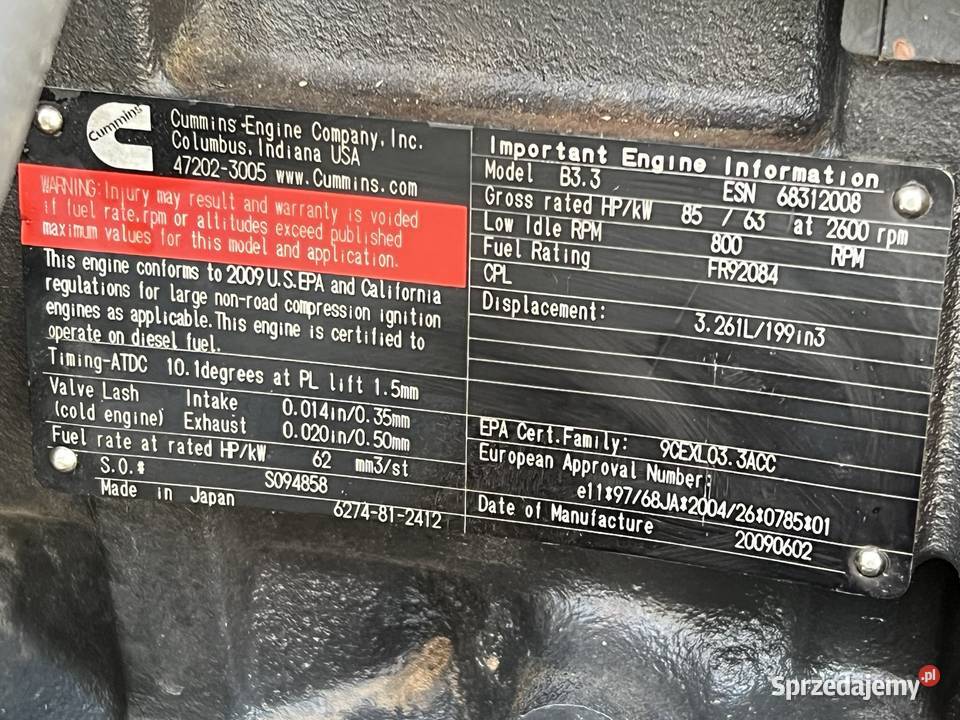 Cummins
Cummins Engine Company, Inc.
Columbus, Indiana USA
47202-3005 www.Cummins.com
WARNING: Injury may result and warranty is voided
if fuel rate, rpm or altitudes exceed published
maximum values for this model and application.
This engine conforms to 2009 U.S.EPA and California
regulations for large non-road compression ignition
engines as applicable. This engine is certified to
operate on diesel fuel.
Timing-ATDC 10.1degrees at PL lift 1.5mm
Valve Lash Intake 0.014in/0.35mm
(cold engine) Exhaust 0.020in/0.50mm
Fuel rate at rated HP/kW 62 mm3/st
S.O.# SO94858
Made in Japan 6274-81-2412
Important Engine Information
Model B3.3 ESN 68312008
Gross rated HP/kW 85 / 63 at 2600 rpm
Low Idle RPM 800 RPM
Fuel Rating FR92084
CPL
Displacement: 3.261L/199in3
EPA Cert.Family: 9CEXL03.3ACC
European Approval Number:
e11*97/68JA*2004/26*0785*01
Date of Manufacture 20090602
Sprzedajemy.pl